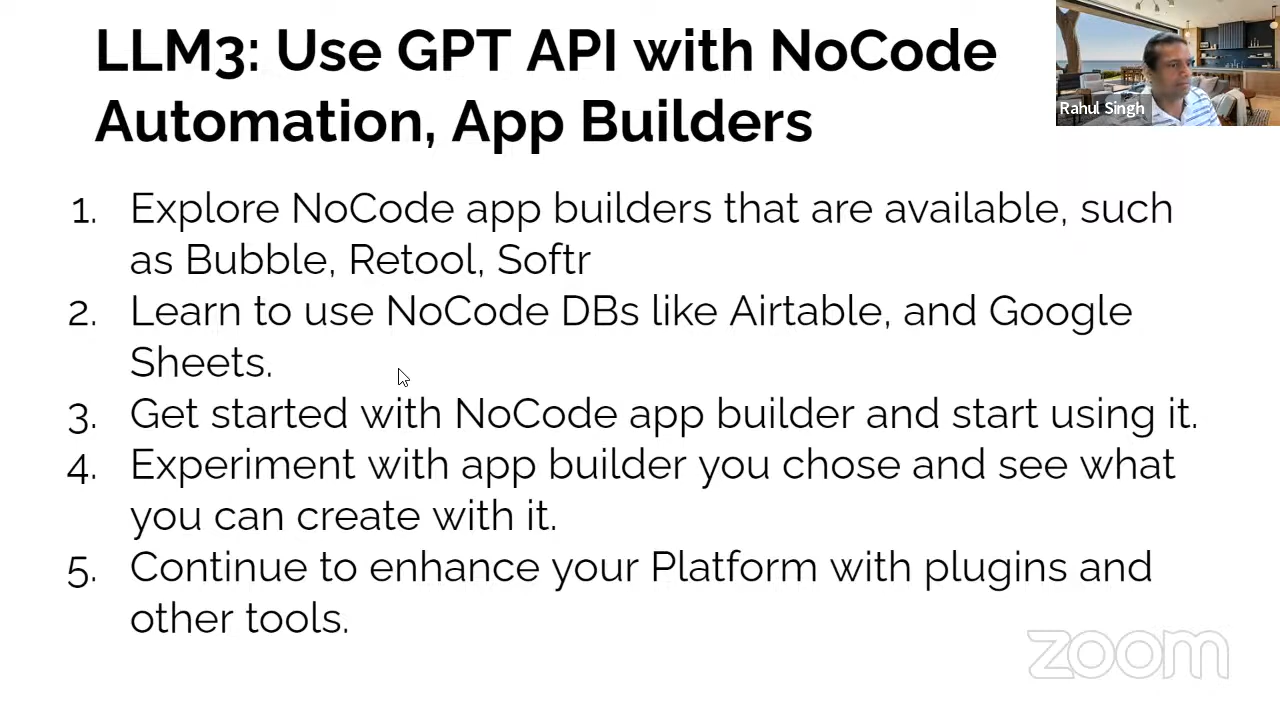 LLM3: Use GPT API with NoCode
Automation, App Builders
Rahul Singh
1. Explore NoCode app builders that are available, such
as Bubble, Retool, Softr
2. Learn to use NoCode DBs like Airtable, and Google
Sheets.
3. Get started with NoCode app builder and start using it.
4. Experiment with app builder you chose and see what
you can create with it.
5. Continue to enhance your Platform with plugins and
other tools.
zoom